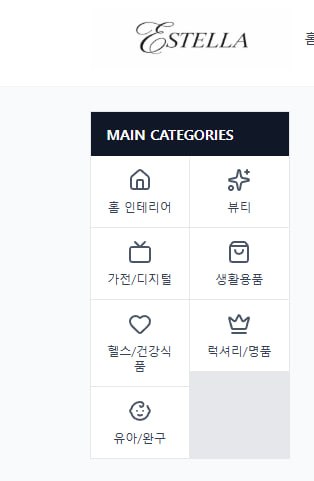 ESTELLA
홈
MAIN CATEGORIES
홈 인테리어
뷰티
가전/디지털
생활용품
헬스/건강식
품
럭셔리/명품
유아/완구